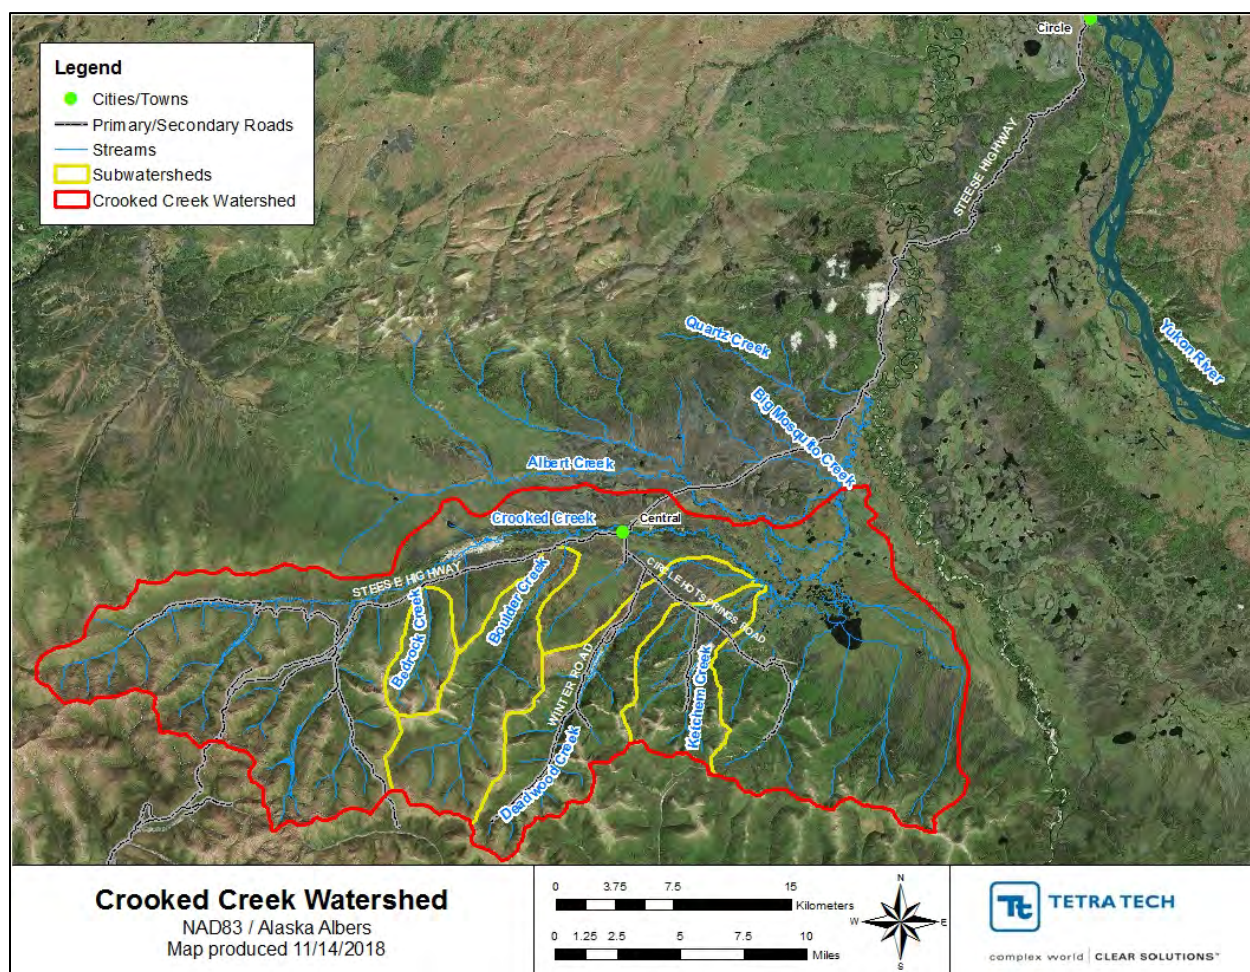 Legend
Cities/Towns
Primary/Secondary Roads
Streams
Subwatersheds
Crooked Creek Watershed
Circle
STEESE HIGHWAY
Yukon River
Quartz Creek
Big Mosquito Creek
Albert Creek
Crooked Creek
Central
STEESE HIGHWAY
CIRCLE HOT SPRINGS ROAD
Bedrock Creek
Boulder Creek
WINTER ROAD
Ketchem Creek
Deadwood Creek
Crooked Creek Watershed
NAD83 / Alaska Albers
Map produced 11/14/2018
0 3.75 7.5 15
Kilometers
0 1.25 2.5 5 7.5 10
Miles
N
W E
S
Tt TETRA TECH
complex world | CLEAR SOLUTIONS™